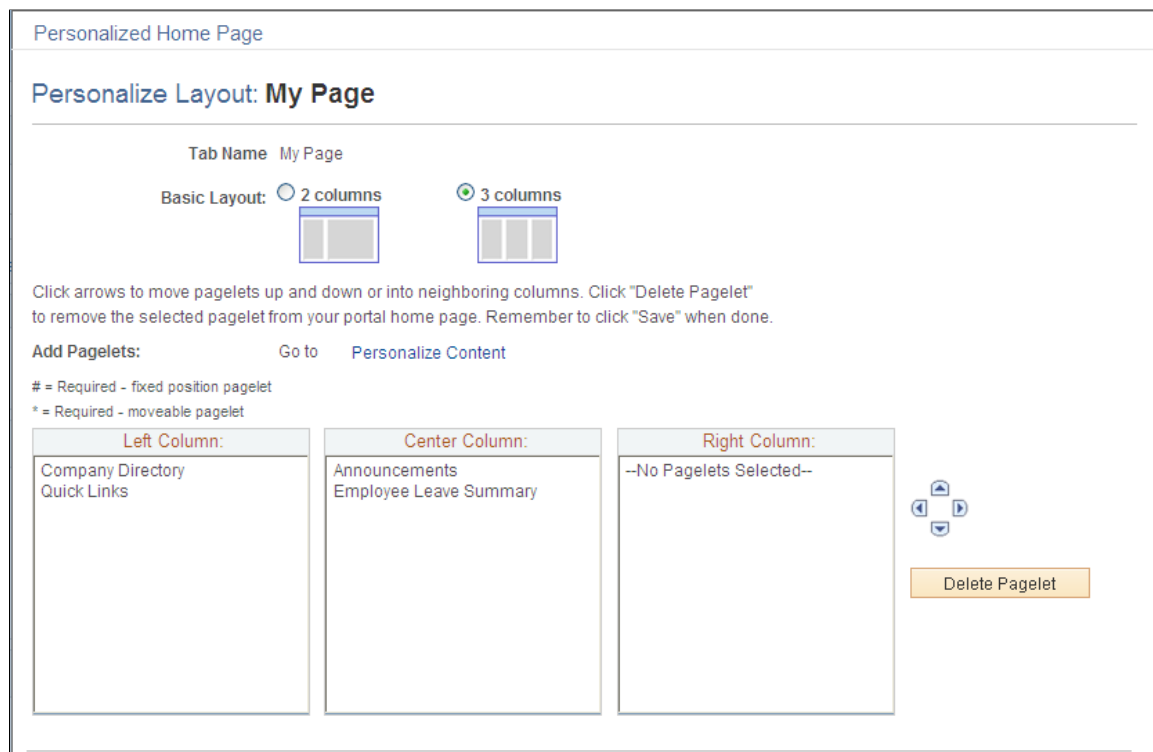 Personalized Home Page
Personalize Layout: My Page
Tab Name My Page
Basic Layout: 2 columns 3 columns
Click arrows to move pagelets up and down or into neighboring columns. Click "Delete Pagelet"
to remove the selected pagelet from your portal home page. Remember to click "Save" when done.
Add Pagelets: Go to Personalize Content
# = Required - fixed position pagelet
* = Required - moveable pagelet
Left Column: Center Column: Right Column:
Company Directory Announcements --No Pagelets Selected--
Quick Links Employee Leave Summary
Delete Pagelet